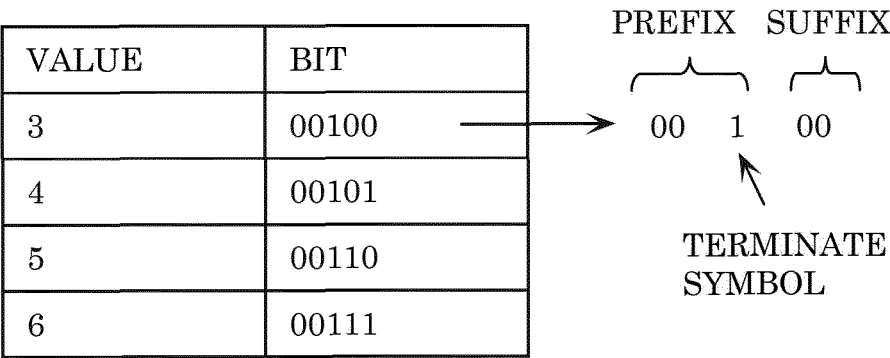 PREFIX SUFFIX
VALUE BIT
3 00100 00 1 00
4 00101
5 00110
6 00111
TERMINATE
SYMBOL